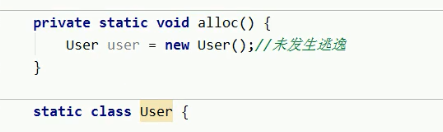 private static void alloc() {
User user = new User();//未发生逃逸
}
static class User {